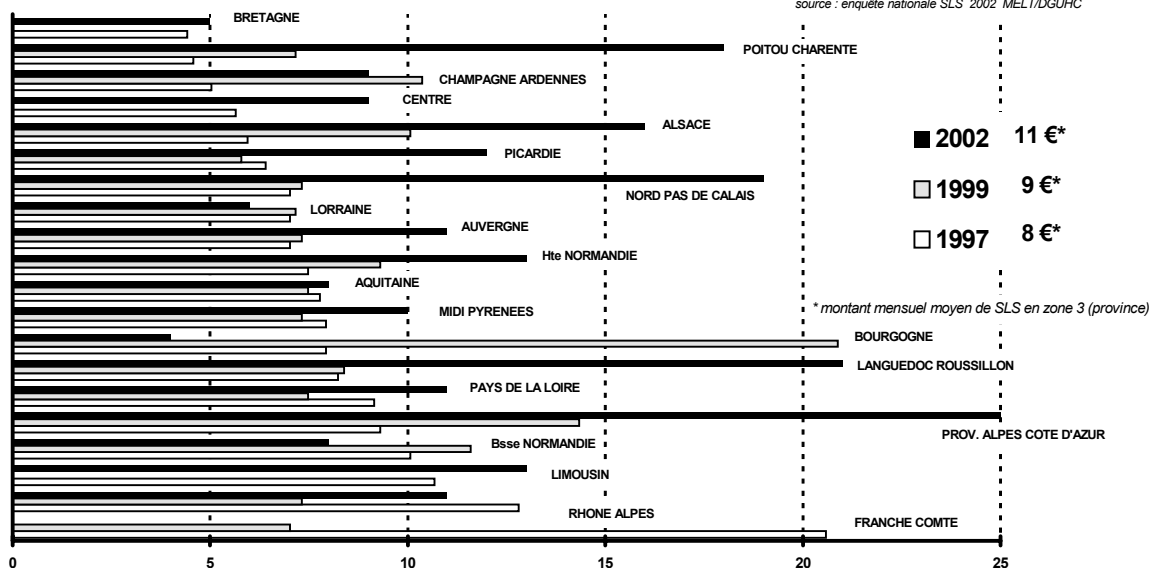 source : enquête nationale SLS 2002 MELT/DGUHC
BRETAGNE
POITOU CHARENTE
CHAMPAGNE ARDENNES
CENTRE
ALSACE
2002 11 €*
PICARDIE
1999 9 €*
NORD PAS DE CALAIS
LORRAINE
AUVERGNE
1997 8 €*
Hte NORMANDIE
AQUITAINE
MIDI PYRENEES
* montant mensuel moyen de SLS en zone 3 (province)
BOURGOGNE
LANGUEDOC ROUSSILLON
PAYS DE LA LOIRE
PROV. ALPES COTE D'AZUR
Bsse NORMANDIE
LIMOUSIN
RHONE ALPES
FRANCHE COMTE
0 5 10 15 20 25